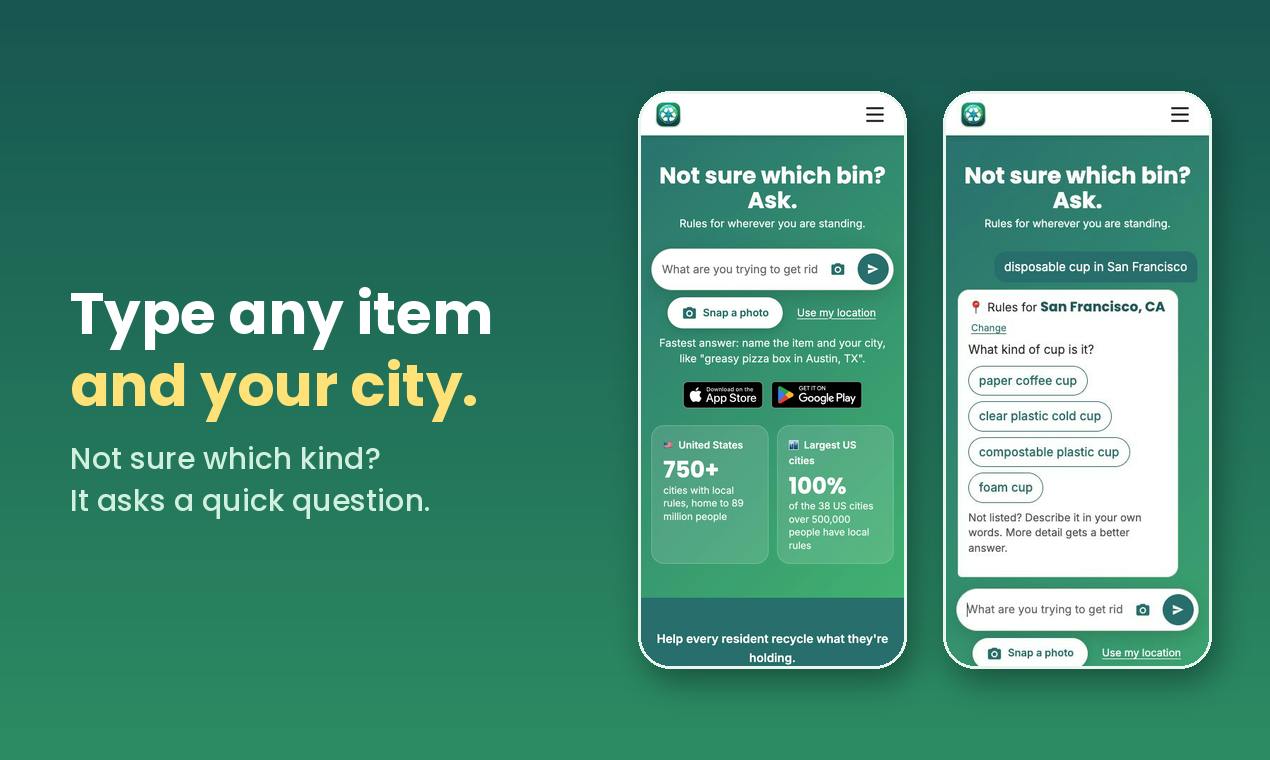 Type any item
and your city.
Not sure which kind?
It asks a quick question.
Not sure which bin?
Ask.
Rules for wherever you are standing.
What are you trying to get rid
Snap a photo
Use my location
Fastest answer: name the item and your city,
like "greasy pizza box in Austin, TX".
Download on the
App Store
GET IT ON
Google Play
United States
750+
cities with local
rules, home to 89
million people
Largest US
cities
100%
of the 38 US cities
over 500,000
people have local
rules
Help every resident recycle what they're
holding.
Not sure which bin?
Ask.
Rules for wherever you are standing.
disposable cup in San Francisco
Rules for San Francisco, CA
Change
What kind of cup is it?
paper coffee cup
clear plastic cold cup
compostable plastic cup
foam cup
Not listed? Describe it in your own
words. More detail gets a better
answer.
What are you trying to get rid
Snap a photo
Use my location